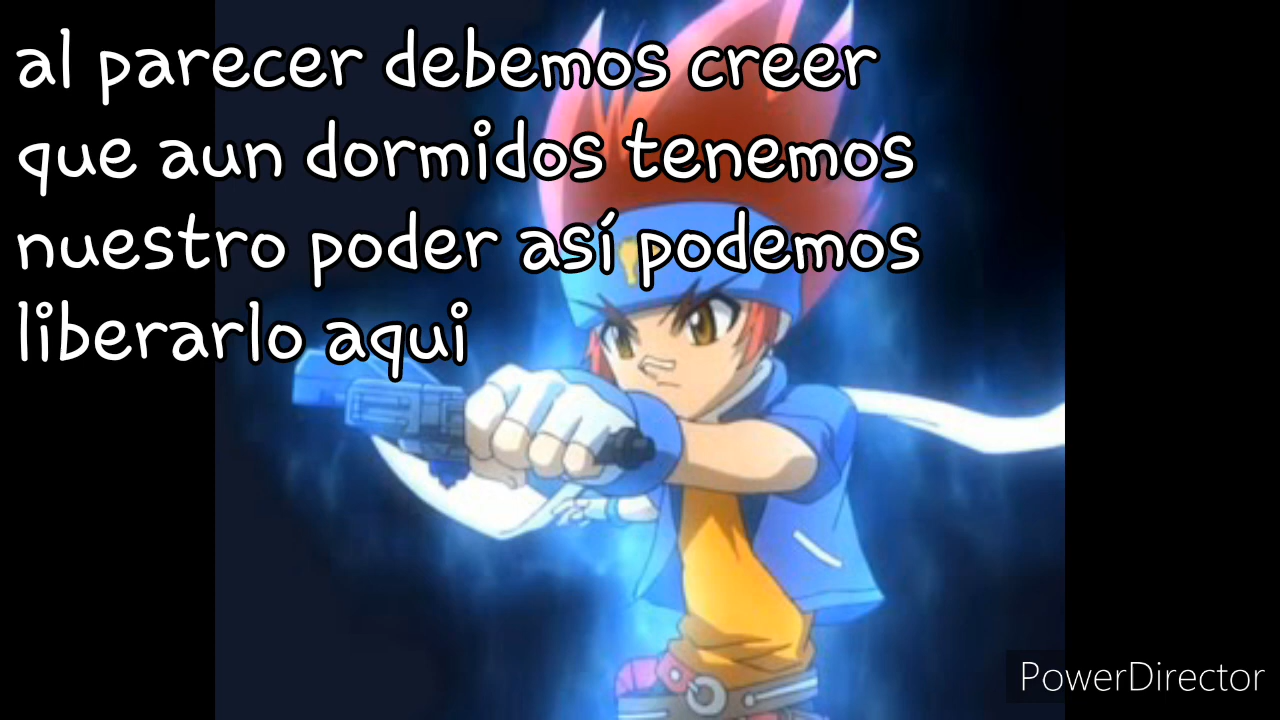 al parecer debemos creer
que aun dormidos tenemos
nuestro poder así podemos
liberarlo aqui
PowerDirector